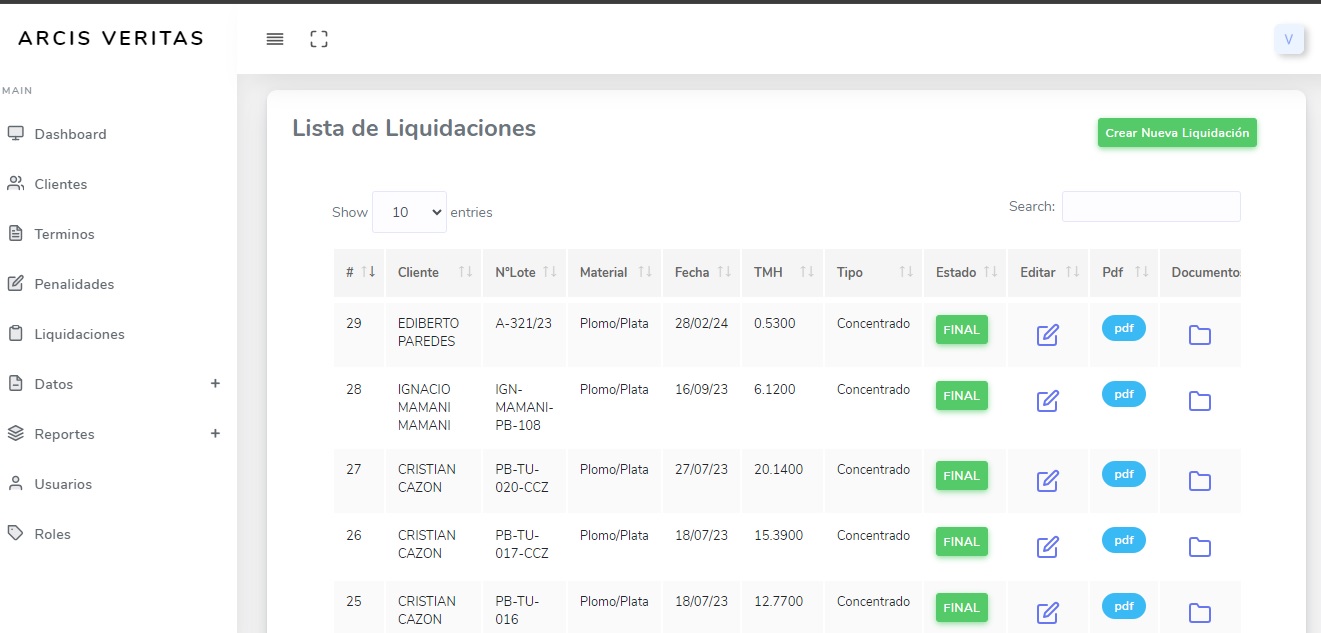 ARCIS VERITAS
V
MAIN
Dashboard
Clientes
Terminos
Penalidades
Liquidaciones
Datos +
Reportes +
Usuarios
Roles
Lista de Liquidaciones
Crear Nueva Liquidación
Show 10 entries
Search:
# Cliente N°Lote Material Fecha TMH Tipo Estado Editar Pdf Documento
29 EDIBERTO A-321/23 Plomo/Plata 28/02/24 0.5300 Concentrado FINAL pdf
PAREDES
28 IGNACIO IGN- Plomo/Plata 16/09/23 6.1200 Concentrado FINAL pdf
MAMANI MAMANI-
MAMANI PB-108
27 CRISTIAN PB-TU- Plomo/Plata 27/07/23 20.1400 Concentrado FINAL pdf
CAZON 020-CCZ
26 CRISTIAN PB-TU- Plomo/Plata 18/07/23 15.3900 Concentrado FINAL pdf
CAZON 017-CCZ
25 CRISTIAN PB-TU- Plomo/Plata 18/07/23 12.7700 Concentrado FINAL pdf
CAZON 016